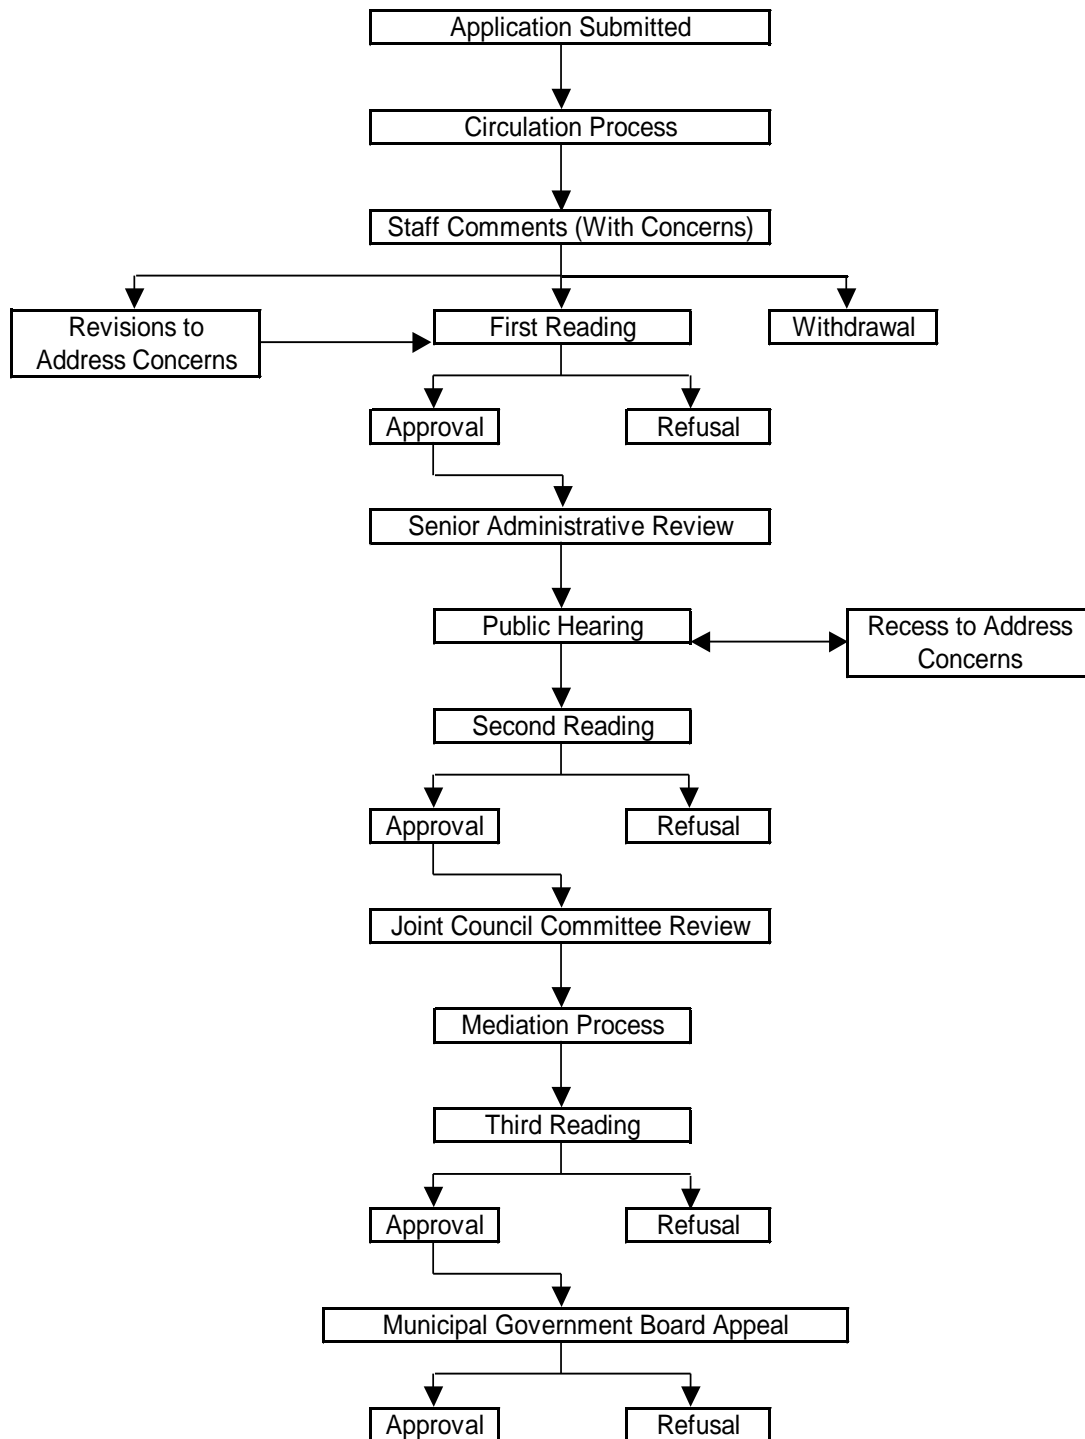 Application Submitted
Circulation Process
Staff Comments (With Concerns)
Revisions to
Address Concerns
First Reading
Withdrawal
Approval
Refusal
Senior Administrative Review
Public Hearing
Recess to Address
Concerns
Second Reading
Approval
Refusal
Joint Council Committee Review
Mediation Process
Third Reading
Approval
Refusal
Municipal Government Board Appeal
Approval
Refusal